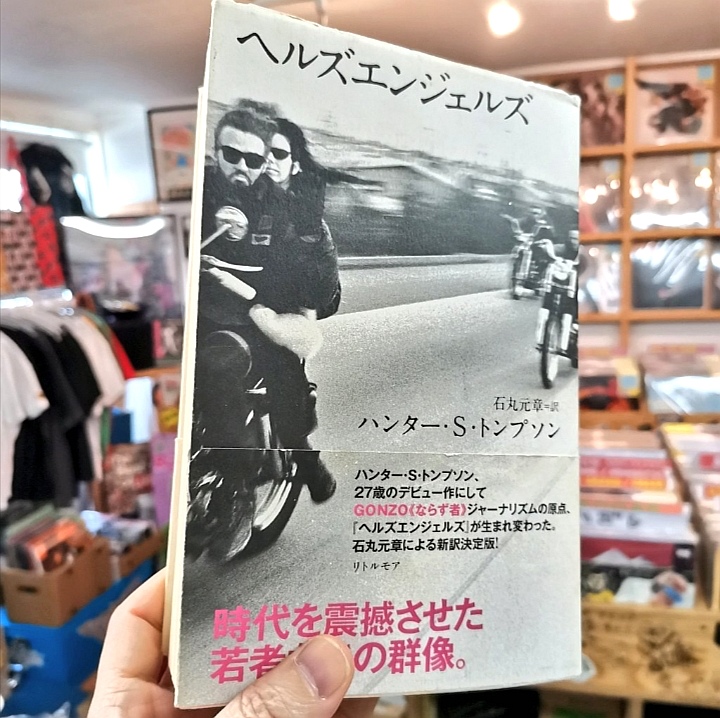 ヘルズエンジェルズ
石丸元章=訳
ハンター・S・トンプソン
ハンター・S・トンプソン、
27歳のデビュー作にして
GONZO《ならず者》ジャーナリズムの原点、
『ヘルズエンジェルズ』が生まれ変わった。
石丸元章による新訳決定版!
リトルモア
時代を震撼させた
若者の群像。